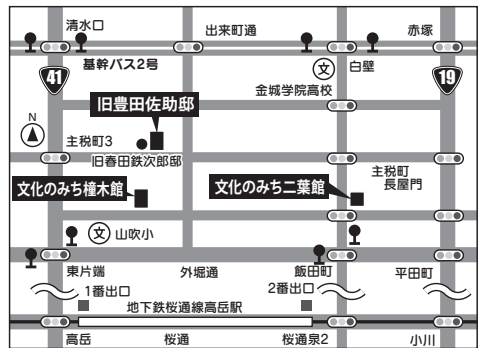 清水口
出来町通
赤塚
基幹バス2号
文
白壁
41
19
金城学院高校
旧豊田佐助邸
N
主税町3
旧春田鉄次郎邸
主税町
長屋門
文化のみち橦木館
文化のみち二葉館
文
山吹小
東片端
外堀通
飯田町
平田町
1番出口
2番出口
地下鉄桜通線高岳駅
高岳
桜通
桜通泉2
小川